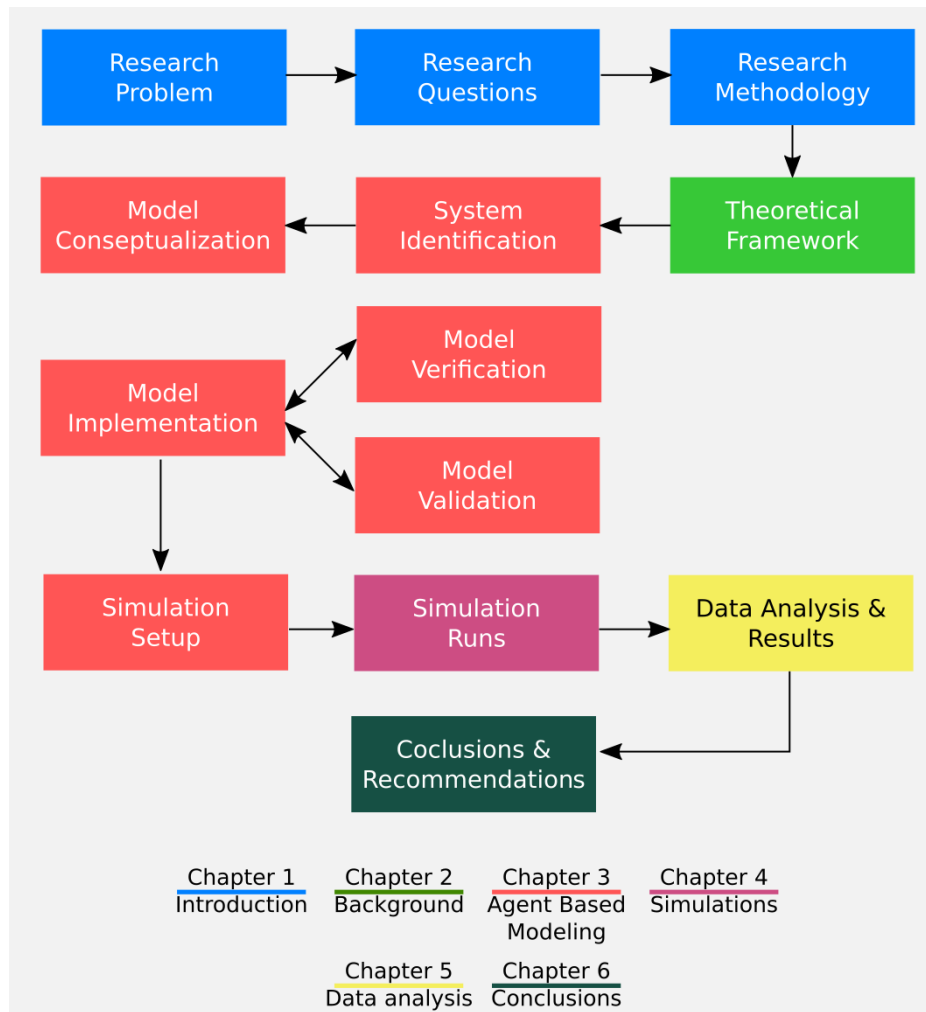 Research
Problem
Research
Questions
Research
Methodology
Model
Conseptualization
System
Identification
Theoretical
Framework
Model
Verification
Model
Implementation
Model
Validation
Simulation
Setup
Simulation
Runs
Data Analysis &
Results
Coclusions &
Recommendations
Chapter 1
Introduction
Chapter 2
Background
Chapter 3
Agent Based
Modeling
Chapter 4
Simulations
Chapter 5
Data analysis
Chapter 6
Conclusions